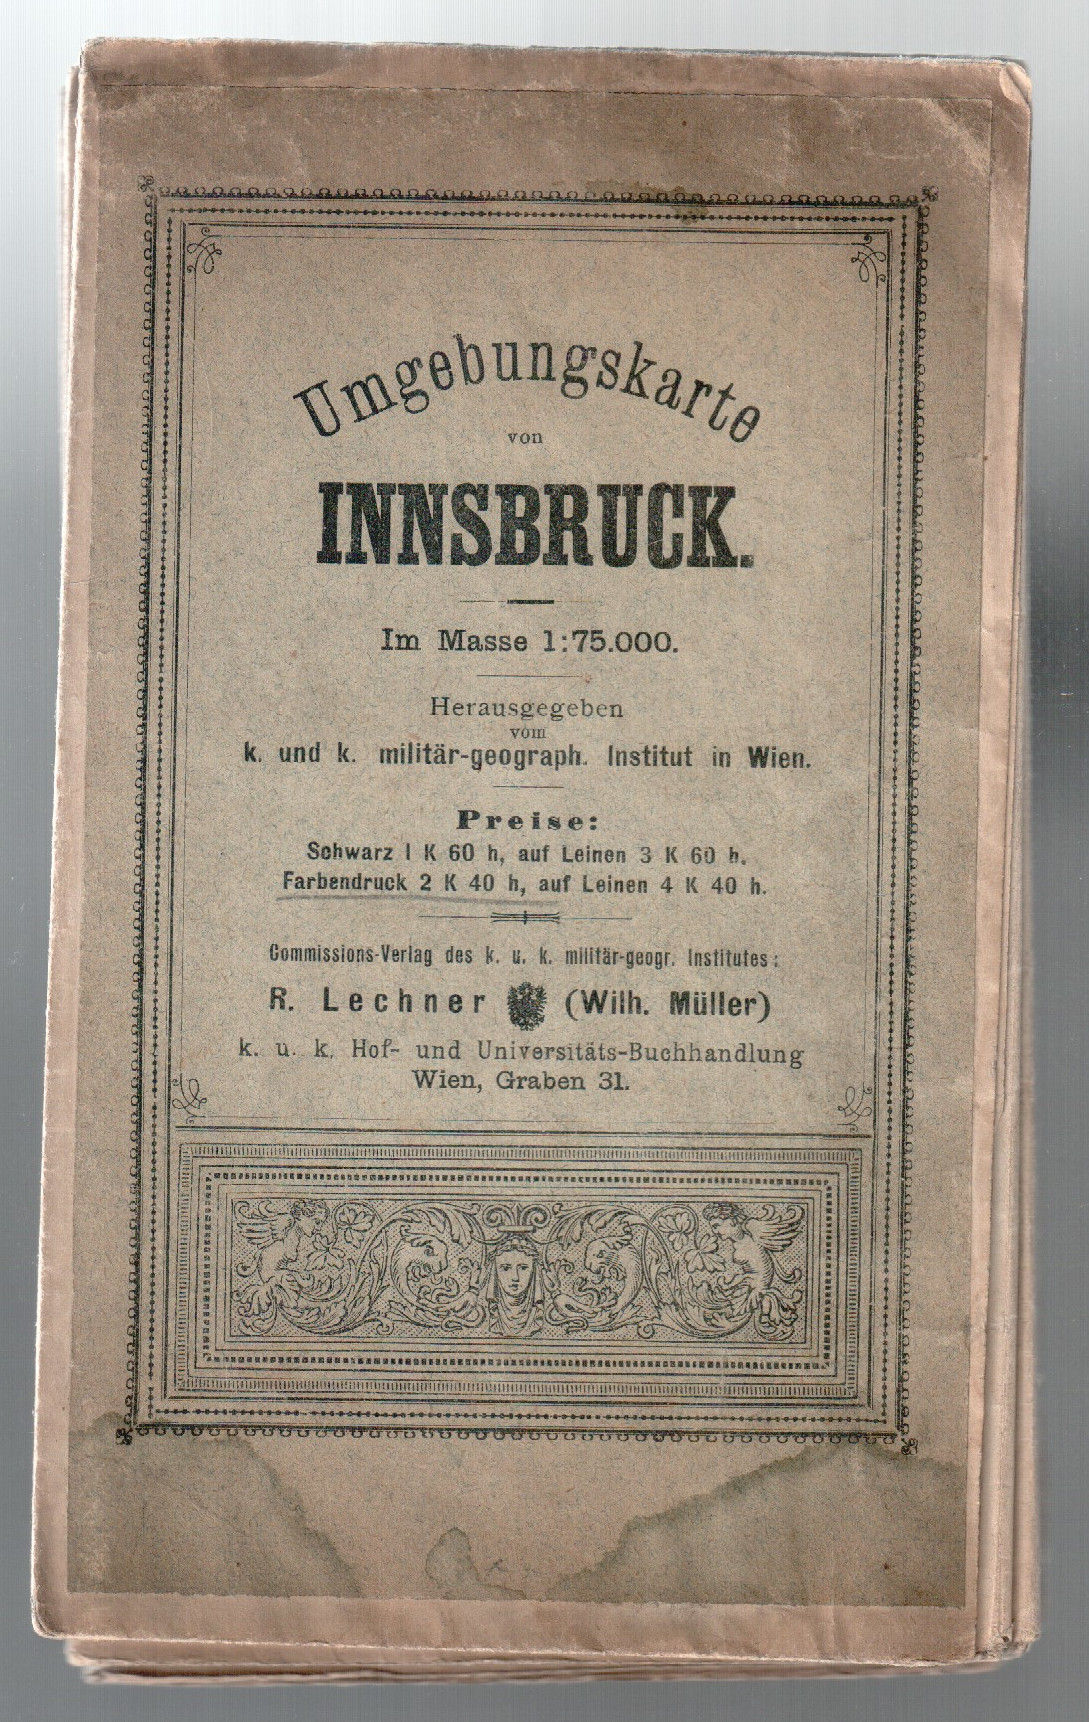 Umgebungskarte
von
INNSBRUCK.
Im Masse 1:75.000.
Herausgegeben
vom
k. und k. militär-geograph. Institut in Wien.
Preise:
Schwarz 1 K 60 h, auf Leinen 3 K 60 h.
Farbendruck 2 K 40 h, auf Leinen 4 K 40 h.
Commissions-Verlag des k. u. k. militär-geogr. Institutes:
R. Lechner (Wilh. Müller)
k. u. k. Hof- und Universitäts-Buchhandlung
Wien, Graben 31.